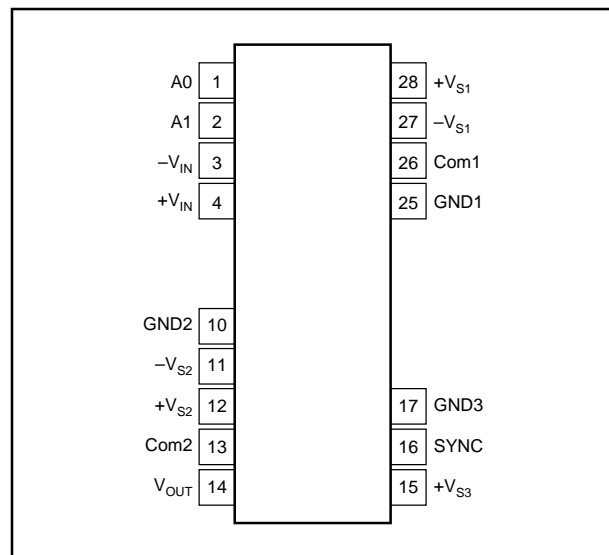 A0 1 28 +VS1
A1 2 27 –VS1
–VIN 3 26 Com1
+VIN 4 25 GND1
GND2 10
–VS2 11
+VS2 12 17 GND3
Com2 13 16 SYNC
VOUT 14 15 +VS3